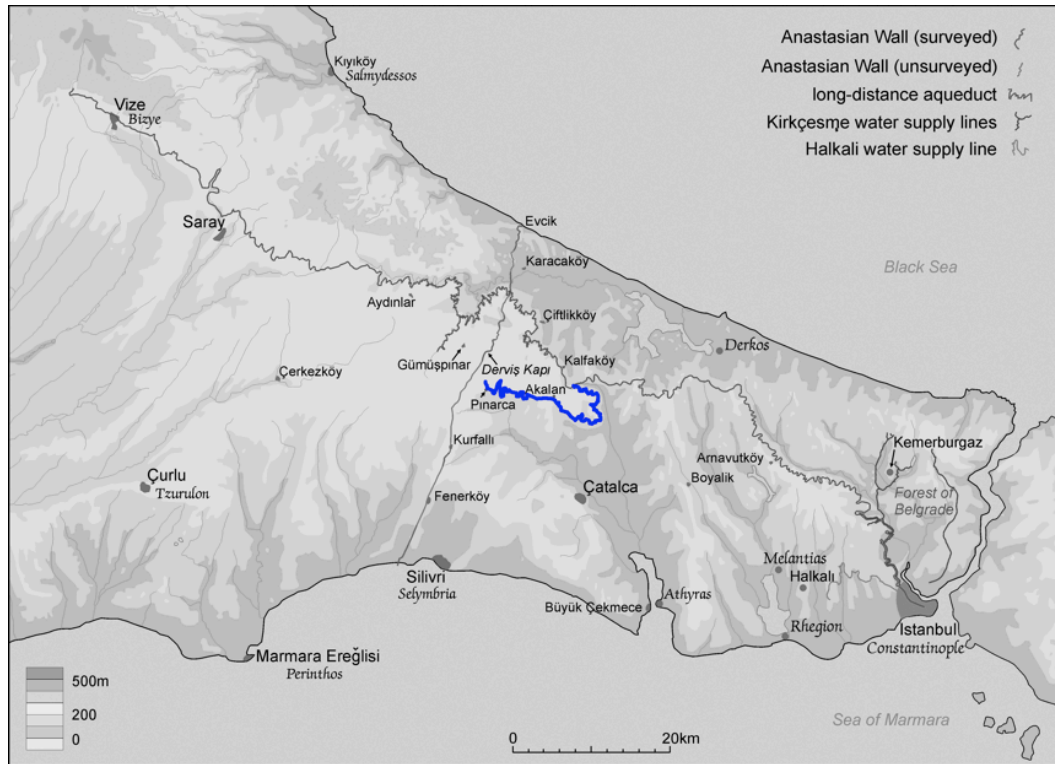 Anastasian Wall (surveyed)
Anastasian Wall (unsurveyed)
long-distance aqueduct
Kirkçesme water supply lines
Halkali water supply line
Kıyıköy
Salmydessos
Vize
Bizye
Saray
Evcik
Karacaköy
Black Sea
Aydınlar
Çiftlikköy
Gümüşpınar
Derviş Kapı
Kalfaköy
Derkos
Çerkezköy
Akalan
Pınarca
Kurfallı
Arnavutköy
Kemerburgaz
Boyalik
Çurlu
Tzurulon
Fenerköy
Çatalca
Forest of
Belgrade
Silivri
Selymbria
Melantias
Halkalı
Büyük Çekmece
Athyras
Rhegion
Istanbul
Constantinople
Marmara Ereğlisi
Perinthos
500m
200
0
0
20km
Sea of Marmara